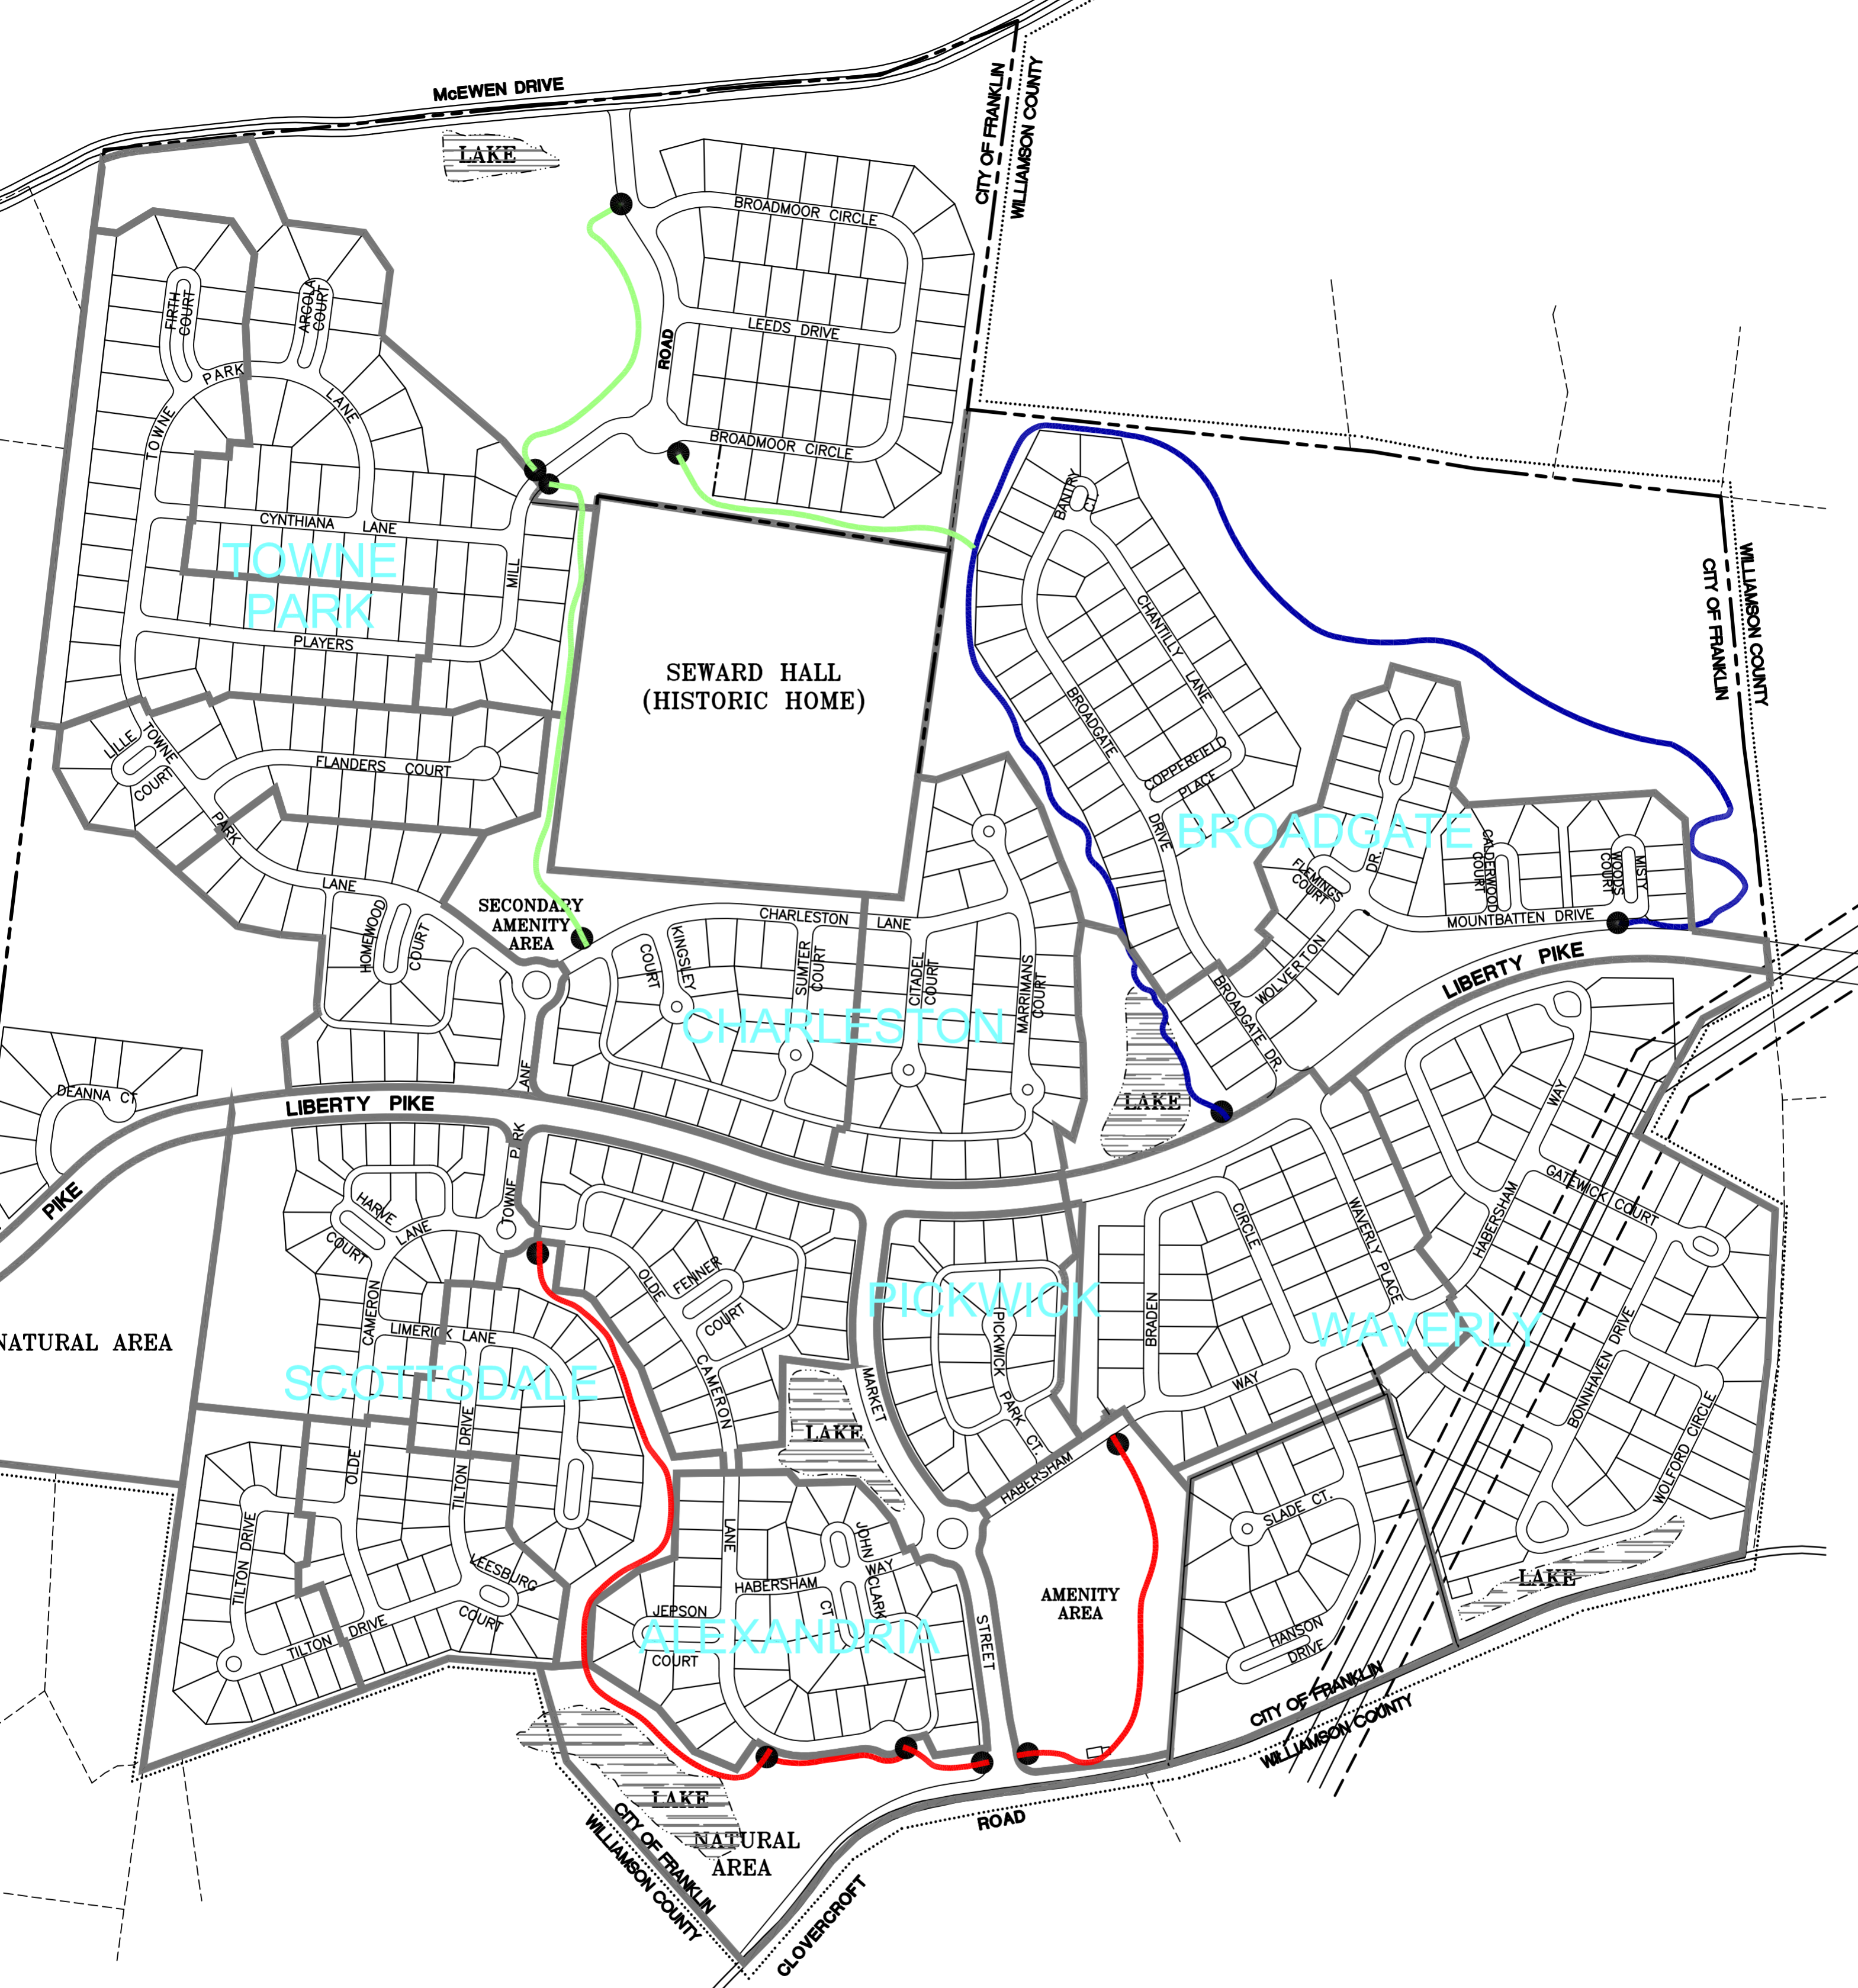 McEWEN DRIVE
CITY OF FRANKLIN
WILLIAMSON COUNTY
LAKE
BROADMOOR CIRCLE
LEEDS DRIVE
ROAD
BROADMOOR CIRCLE
FIRTH
COURT
ARCOLA
COURT
TOWNE
PARK
LANE
CYNTHIANA LANE
TOWNE
PARK
MILL
PLAYERS
SEWARD HALL
(HISTORIC HOME)
BANTRY
CT.
CHANTILLY
LANE
BROADGATE
DRIVE
COPPERFIELD
PLACE
WILLIAMSON COUNTY
CITY OF FRANKLIN
BROADGATE
LILLE
COURT
TOWNE
PARK
LANE
FLANDERS COURT
FLEMINGS
COURT
DR.
CALDERWOOD
COURT
WOODS
COURT
MISTY
MOUNTBATTEN DRIVE
WOLVERTON
LIBERTY PIKE
BROADGATE DR.
HOMEWOOD
COURT
SECONDARY
AMENITY
AREA
CHARLESTON LANE
COURT
KINGSLEY
SUMTER
COURT
CITADEL
COURT
MARRIMANS
COURT
CHARLESTON
LANE
LAKE
DEANNA CT
LIBERTY PIKE
PIKE
PARK
TOWNE
HARVE
COURT
LANE
CAMERON
OLDE
FENNER
COURT
CAMERON
LANE
LIMERICK LANE
NATURAL AREA
SCOTTSDALE
OLDE
TILTON DRIVE
TILTON DRIVE
TILTON DRIVE
LEESBURG
COURT
PICKWICK
PICKWICK
PARK CT.
MARKET
STREET
LAKE
HABERSHAM
WAY
BRADEN
CIRCLE
WAVERLY PLACE
WAVERLY
HABERSHAM
WAY
GATEWICK COURT
BONHAVEN DRIVE
WOLFORD CIRCLE
LAKE
SLADE CT.
HANSON
DRIVE
AMENITY
AREA
HABERSHAM
CT
JOHN
WAY
CLARK
JEPSON
COURT
ALEXANDRIA
CITY OF FRANKLIN
WILLIAMSON COUNTY
LAKE
NATURAL
AREA
CITY OF FRANKLIN
WILLIAMSON COUNTY
CLOVERCROFT
ROAD